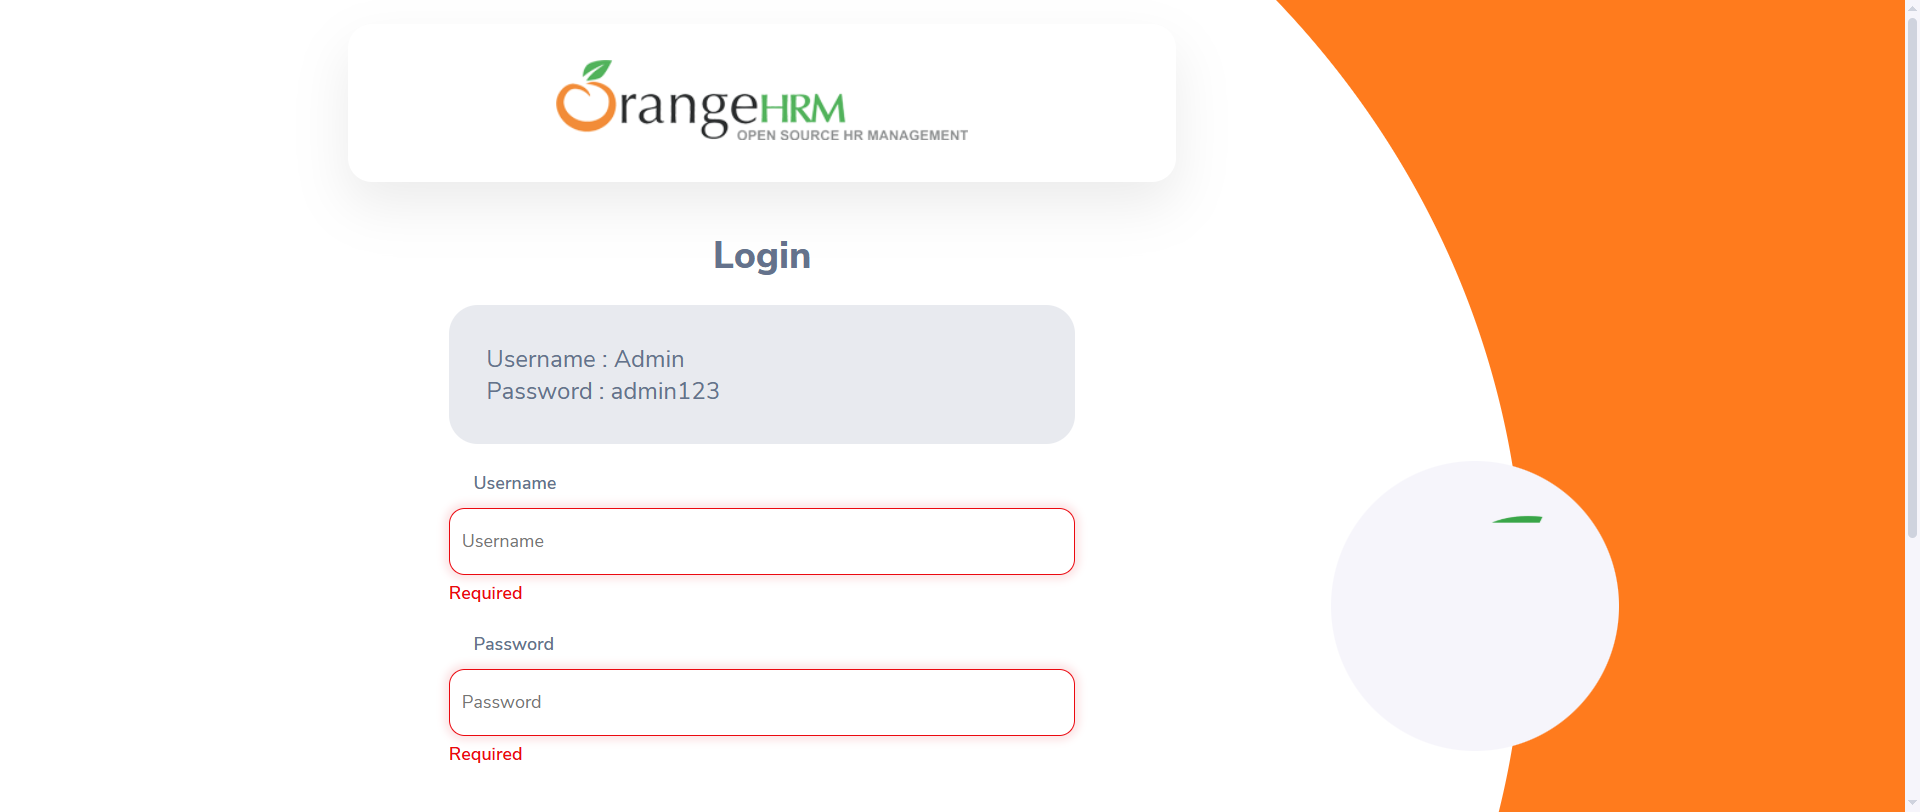 OrangeHRM
OPEN SOURCE HR MANAGEMENT
Login
Username : Admin
Password : admin123
Username
Username
Required
Password
Password
Required